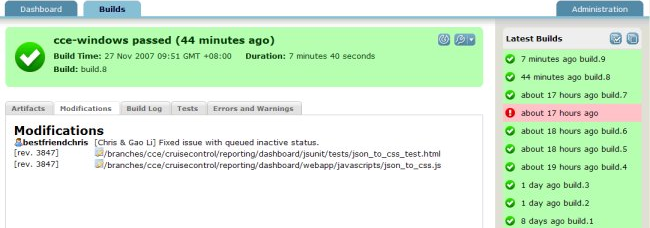 Dashboard
Builds
Administration
cce-windows passed (44 minutes ago)
Build Time: 27 Nov 2007 09:51 GMT +08:00 Duration: 7 minutes 40 seconds
Build: build.8
Artifacts
Modifications
Build Log
Tests
Errors and Warnings
Modifications
bestfriendchris [Chris & Gao Li] Fixed issue with queued inactive status.
[rev. 3847] /branches/cce/cruisecontrol/reporting/dashboard/jsunit/tests/json_to_css_test.html
[rev. 3847] /branches/cce/cruisecontrol/reporting/dashboard/webapp/javascripts/json_to_css.js
Latest Builds
7 minutes ago build.9
44 minutes ago build.8
about 17 hours ago build.7
about 17 hours ago
about 18 hours ago build.6
about 18 hours ago build.5
about 19 hours ago build.4
1 day ago build.3
1 day ago build.2
8 days ago build.1